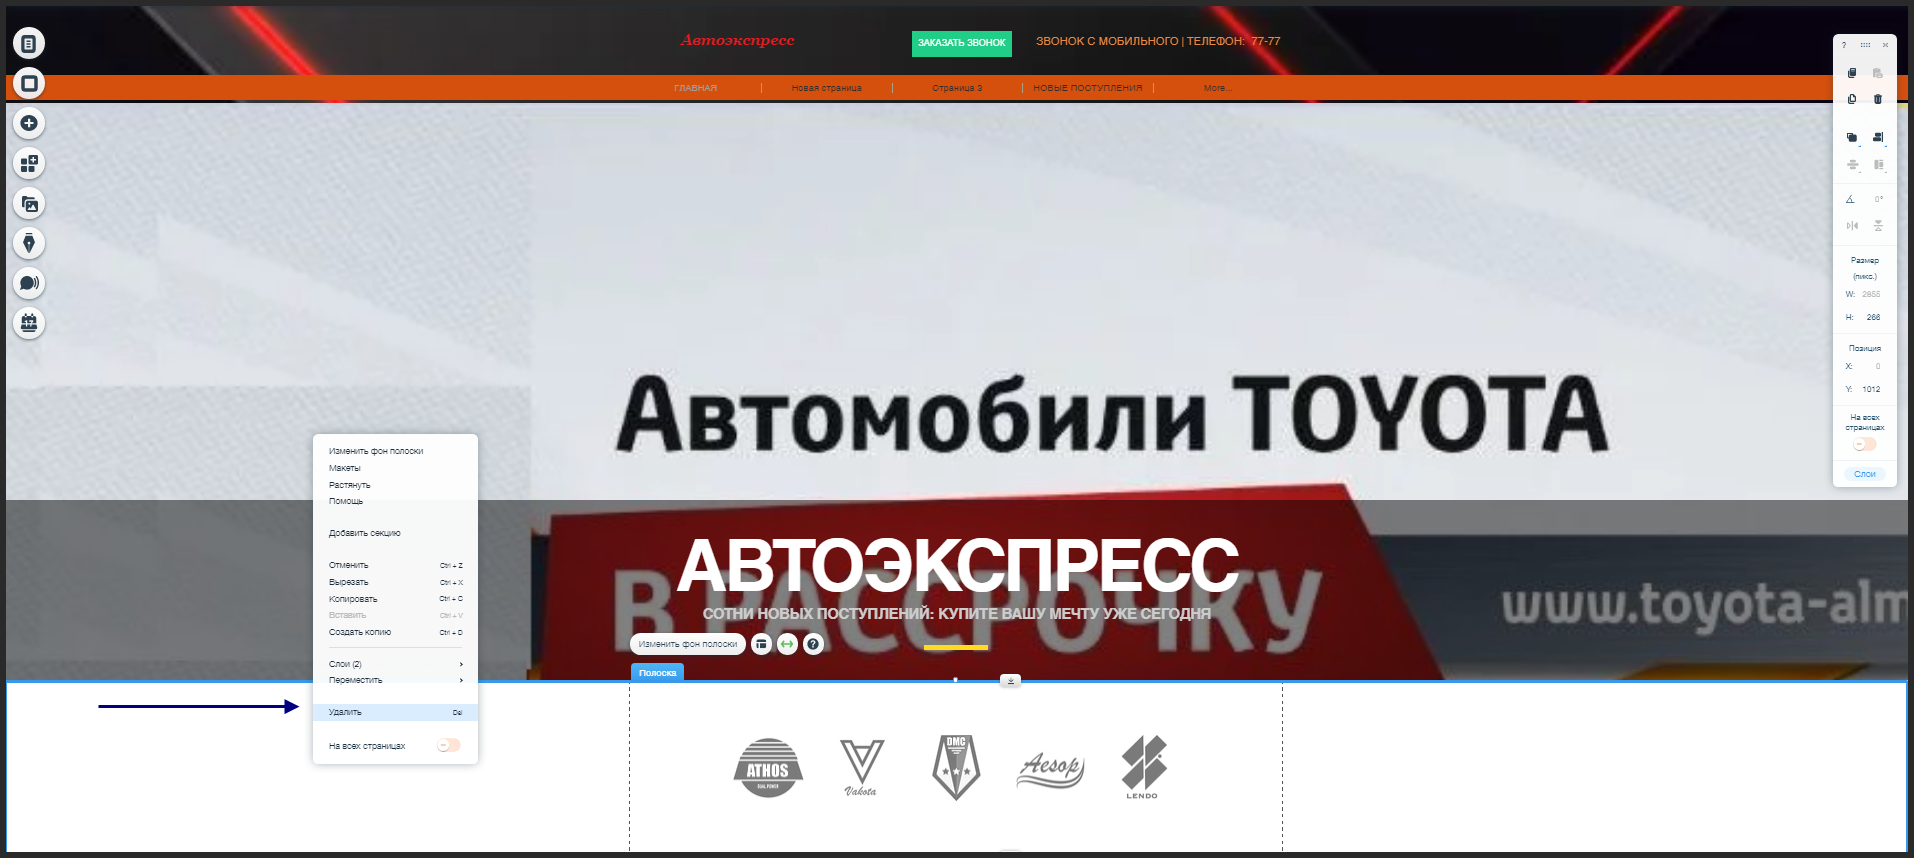 Автоэкспресс
ЗАКАЗАТЬ ЗВОНОК
ЗВОНОК С МОБИЛЬНОГО | ТЕЛЕФОН: 77-77
ГЛАВНАЯ
Новая страница
Страница 3
НОВЫЕ ПОСТУПЛЕНИЯ
More...
?
0°
Размер
(пикс.)
W: 2855
H: 266
Позиция
X: 0
Y: 1012
На всех
страницах
Слои
Автомобили TOYOTA
Изменить фон полоски
Макеты
Растянуть
Помощь
Добавить секцию
Отменить Ctrl + Z
Вырезать Ctrl + X
Копировать Ctrl + C
Вставить Ctrl + V
Создать копию Ctrl + D
Слои (2)
Переместить
Удалить Del
На всех страницах
АВТОЭКСПРЕСС
В РАССРОЧКУ
www.toyota-alm
СОТНИ НОВЫХ ПОСТУПЛЕНИЙ: КУПИТЕ ВАШУ МЕЧТУ УЖЕ СЕГОДНЯ
Изменить фон полоски
?
Полоска
ATHOS
DUAL POWER
Vakota
DMC
Aesop
LENDO